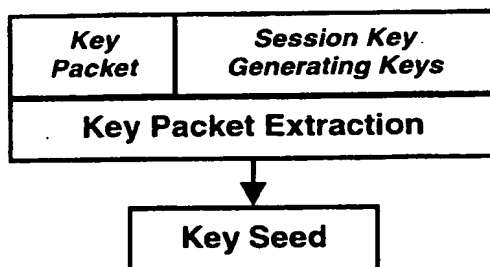 Key
Packet
Session Key
Generating Keys
Key Packet Extraction
Key Seed